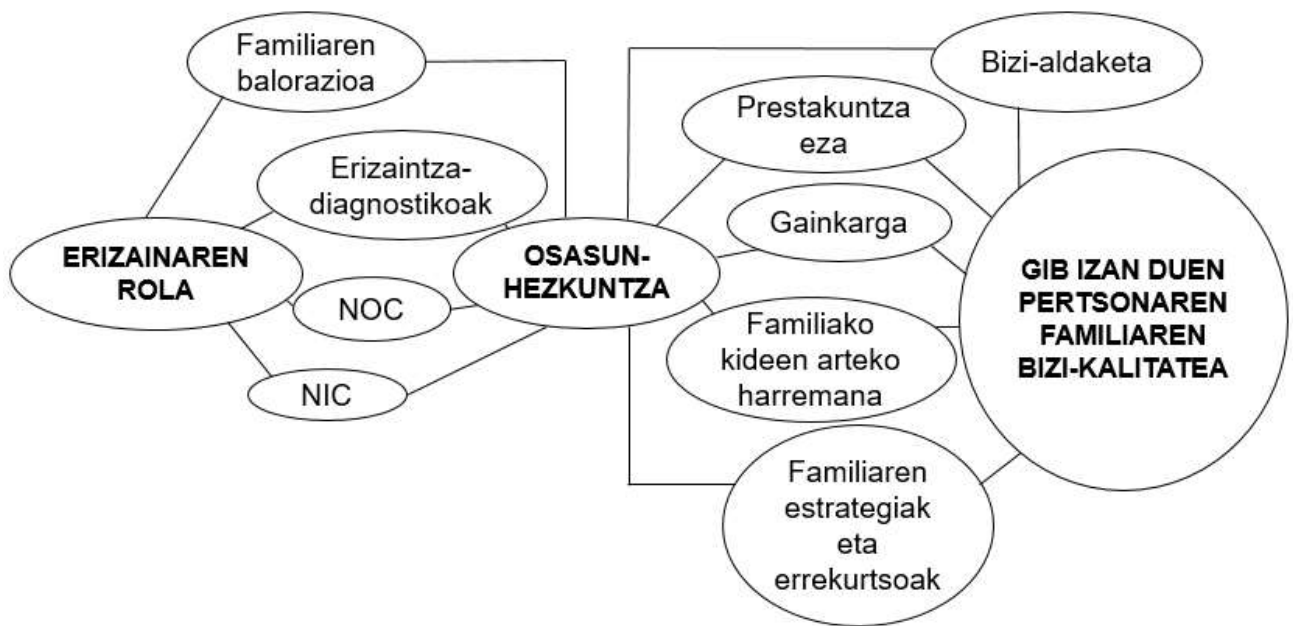 Familiaren
balorazioa
Erizaintza-
diagnostikoak
ERIZAINAREN
ROLA
NOC
NIC
OSASUN-
HEZKUNTZA
Bizi-aldaketa
Prestakuntza
eza
Gainkarga
Familiako
kideen arteko
harremana
Familiaren
estrategiak
eta
errekurtsoak
GIB IZAN DUEN
PERTSONAREN
FAMILIAREN
BIZI-KALITATEA